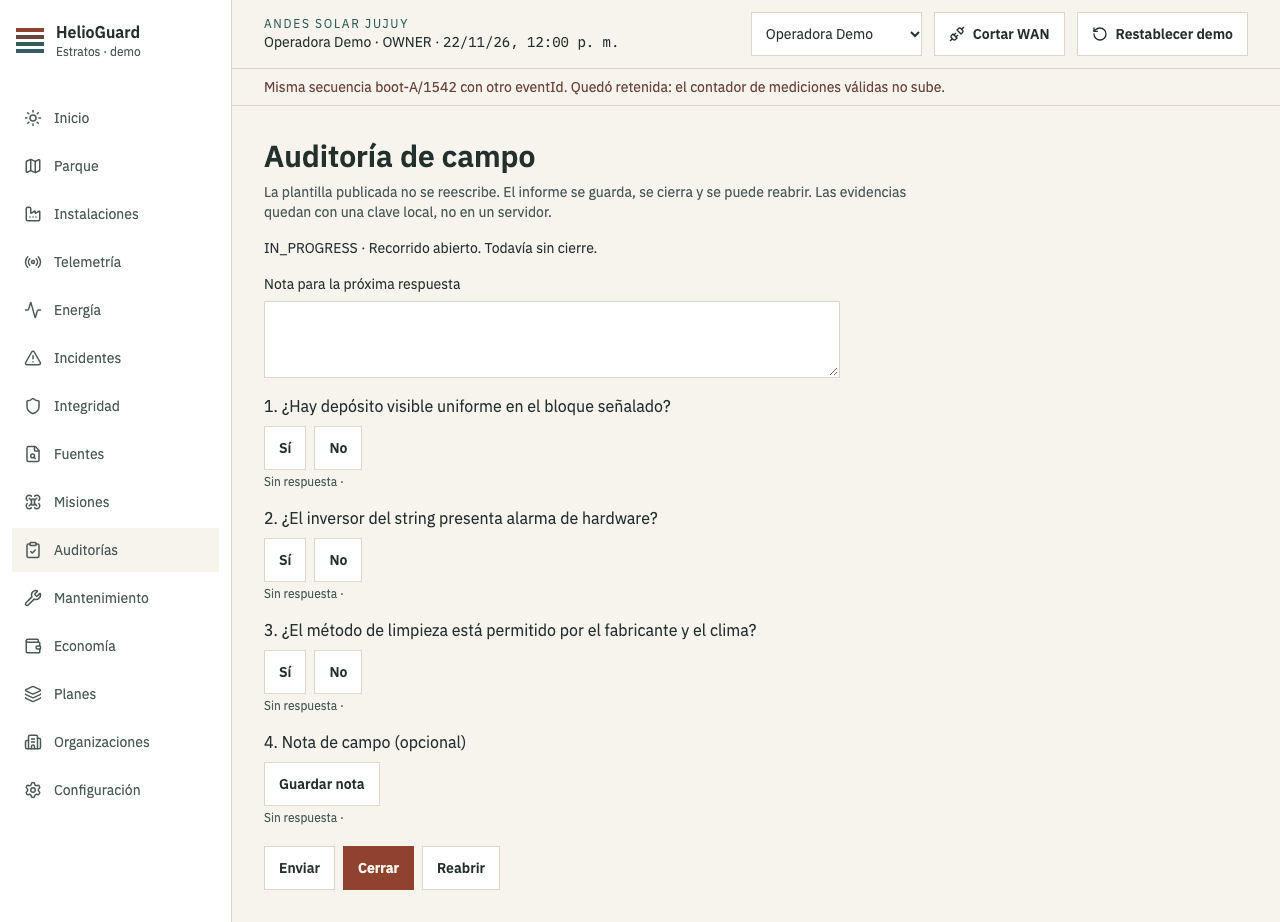 HelioGuard
Estratos · demo
Inicio
Parque
Instalaciones
Telemetría
Energía
Incidentes
Integridad
Fuentes
Misiones
Auditorías
Mantenimiento
Economía
Planes
Organizaciones
Configuración
ANDES SOLAR JUJUY
Operadora Demo · OWNER · 22/11/26, 12:00 p. m.
Operadora Demo
Cortar WAN
Restablecer demo
Misma secuencia boot-A/1542 con otro eventId. Quedó retenida: el contador de mediciones válidas no sube.
Auditoría de campo
La plantilla publicada no se reescribe. El informe se guarda, se cierra y se puede reabrir. Las evidencias
quedan con una clave local, no en un servidor.
IN_PROGRESS · Recorrido abierto. Todavía sin cierre.
Nota para la próxima respuesta
1. ¿Hay depósito visible uniforme en el bloque señalado?
Sí No
Sin respuesta ·
2. ¿El inversor del string presenta alarma de hardware?
Sí No
Sin respuesta ·
3. ¿El método de limpieza está permitido por el fabricante y el clima?
Sí No
Sin respuesta ·
4. Nota de campo (opcional)
Guardar nota
Sin respuesta ·
Enviar Cerrar Reabrir